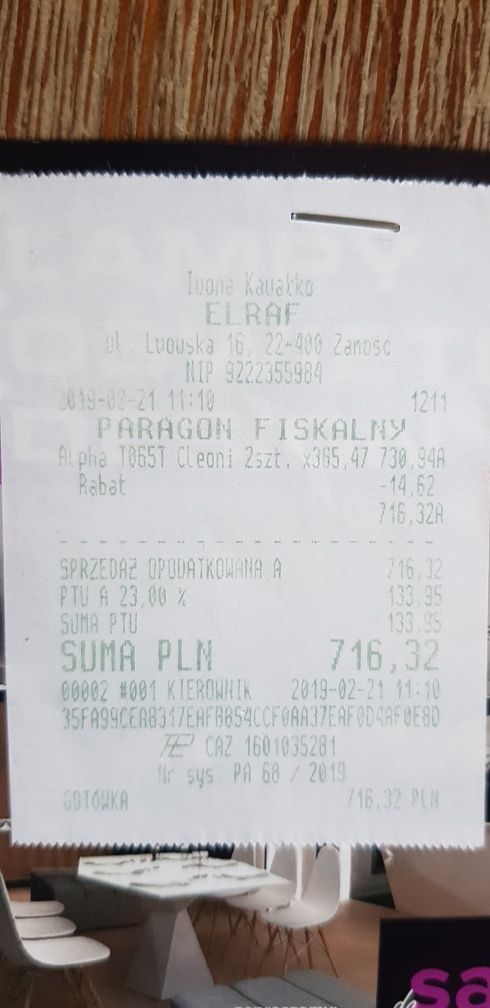 Iwona Kawałko
ELRAF
ul. Lwowska 16, 22-400 Zamość
NIP 9222355984
2019-02-21 11:10 1211
PARAGON FISKALNY
Alpha T065T Cleoni 2szt. x365,47 730,94A
Rabat -14,62
716,32A
SPRZEDAŻ OPODATKOWANA A 716,32
PTU A 23,00 % 133,95
SUMA PTU 133,95
SUMA PLN 716,32
00002 #001 KIEROWNIK 2019-02-21 11:10
35FA99CEA8317EAFB854CCF0AA37EAF0D4AF0E8D
CAZ 1601035281
Nr sys. PA 68 / 2019
GOTÓWKA 716,32 PLN
sa